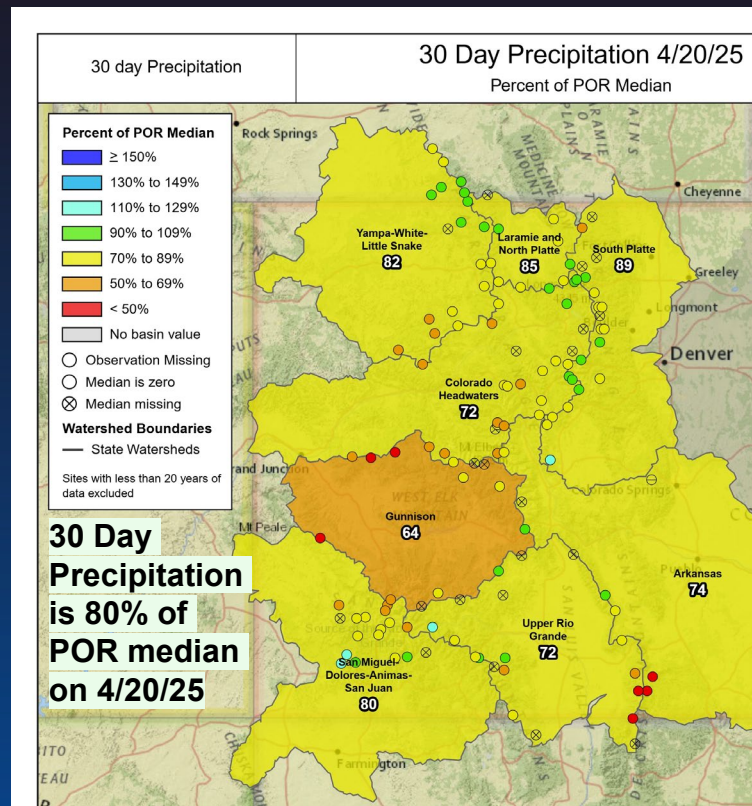 30 day Precipitation
30 Day Precipitation 4/20/25
Percent of POR Median
Percent of POR Median
≥ 150%
130% to 149%
110% to 129%
90% to 109%
70% to 89%
50% to 69%
< 50%
No basin value
Observation Missing
Median is zero
Median missing
Watershed Boundaries
State Watersheds
Sites with less than 20 years of
data excluded
30 Day
Precipitation
is 80% of
POR median
on 4/20/25
Rock Springs
Cheyenne
Yampa-White-
Little Snake
82
Laramie and
North Platte
85
South Platte
89
Greeley
Longmont
Denver
Colorado
Headwaters
72
rand Junction
Colorado Springs
Mt Peale
Gunnison
64
Arkansas
74
Upper Rio
Grande
72
San Miguel-
Dolores-Animas-
San Juan
80
Farmington